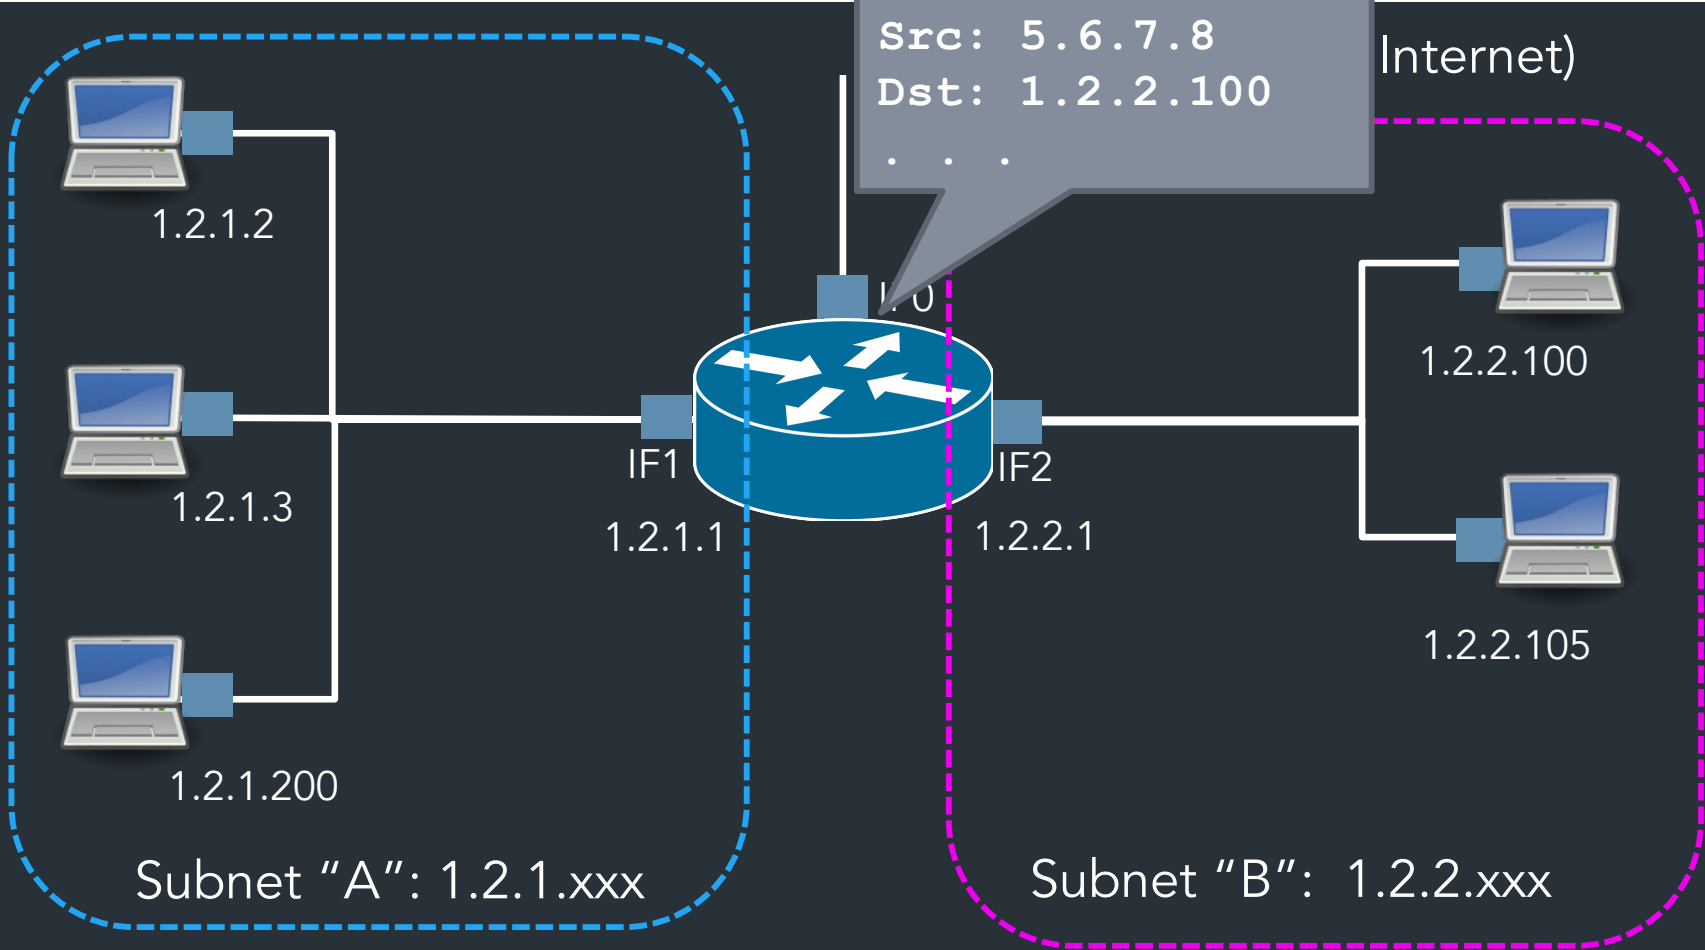 Src: 5.6.7.8
Dst: 1.2.2.100
. . .
Internet)
1.2.1.2
1.2.1.3
1.2.1.200
IF1
1.2.1.1
IF2
1.2.2.1
1.2.2.100
1.2.2.105
Subnet “A”: 1.2.1.xxx
Subnet “B”: 1.2.2.xxx